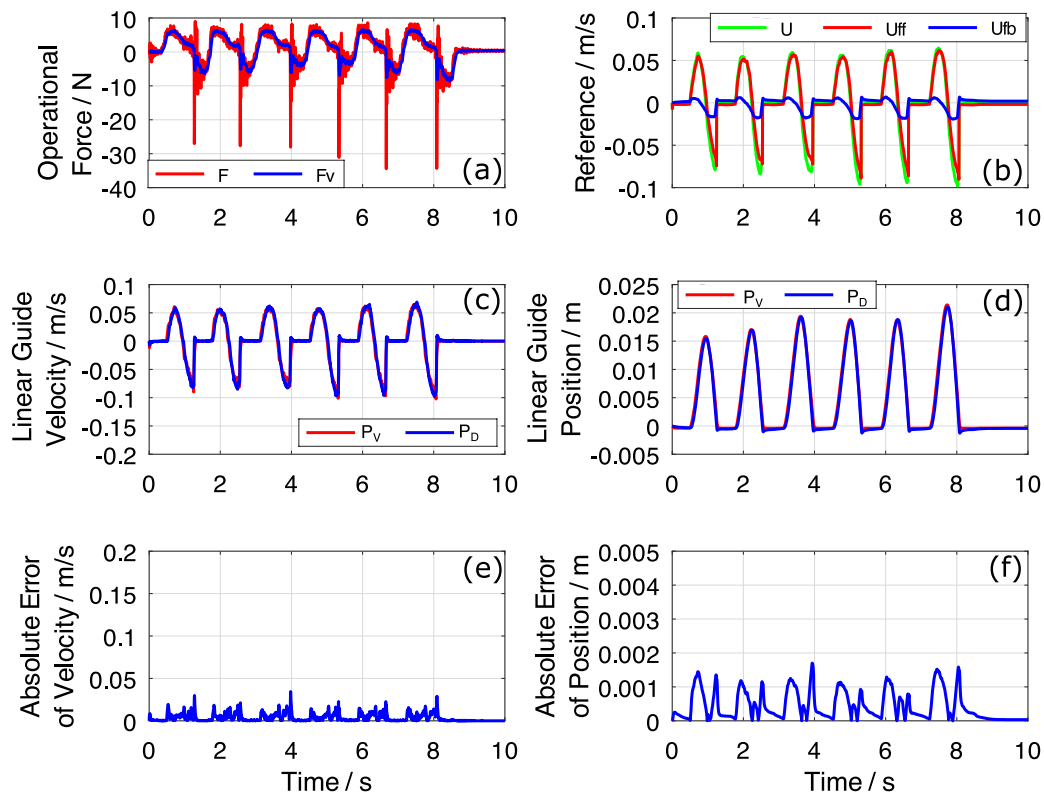 Operational
Force / N
10
0
-10
-20
-30
-40
F Fv
(a)
0 2 4 6 8 10
Reference / m/s
0.05
0
-0.05
-0.1
U Uff Ufb
(b)
0 2 4 6 8 10
Linear Guide
Velocity / m/s
0.1
0.05
0
-0.05
-0.1
-0.15
-0.2
(c)
P_V P_D
0 2 4 6 8 10
Linear Guide
Position / m
0.025
0.02
0.015
0.01
0.005
0
-0.005
P_V P_D
(d)
0 2 4 6 8 10
Absolute Error
of Velocity / m/s
0.2
0.15
0.1
0.05
0
(e)
0 2 4 6 8 10
Time / s
Absolute Error
of Position / m
0.005
0.004
0.003
0.002
0.001
0
(f)
0 2 4 6 8 10
Time / s